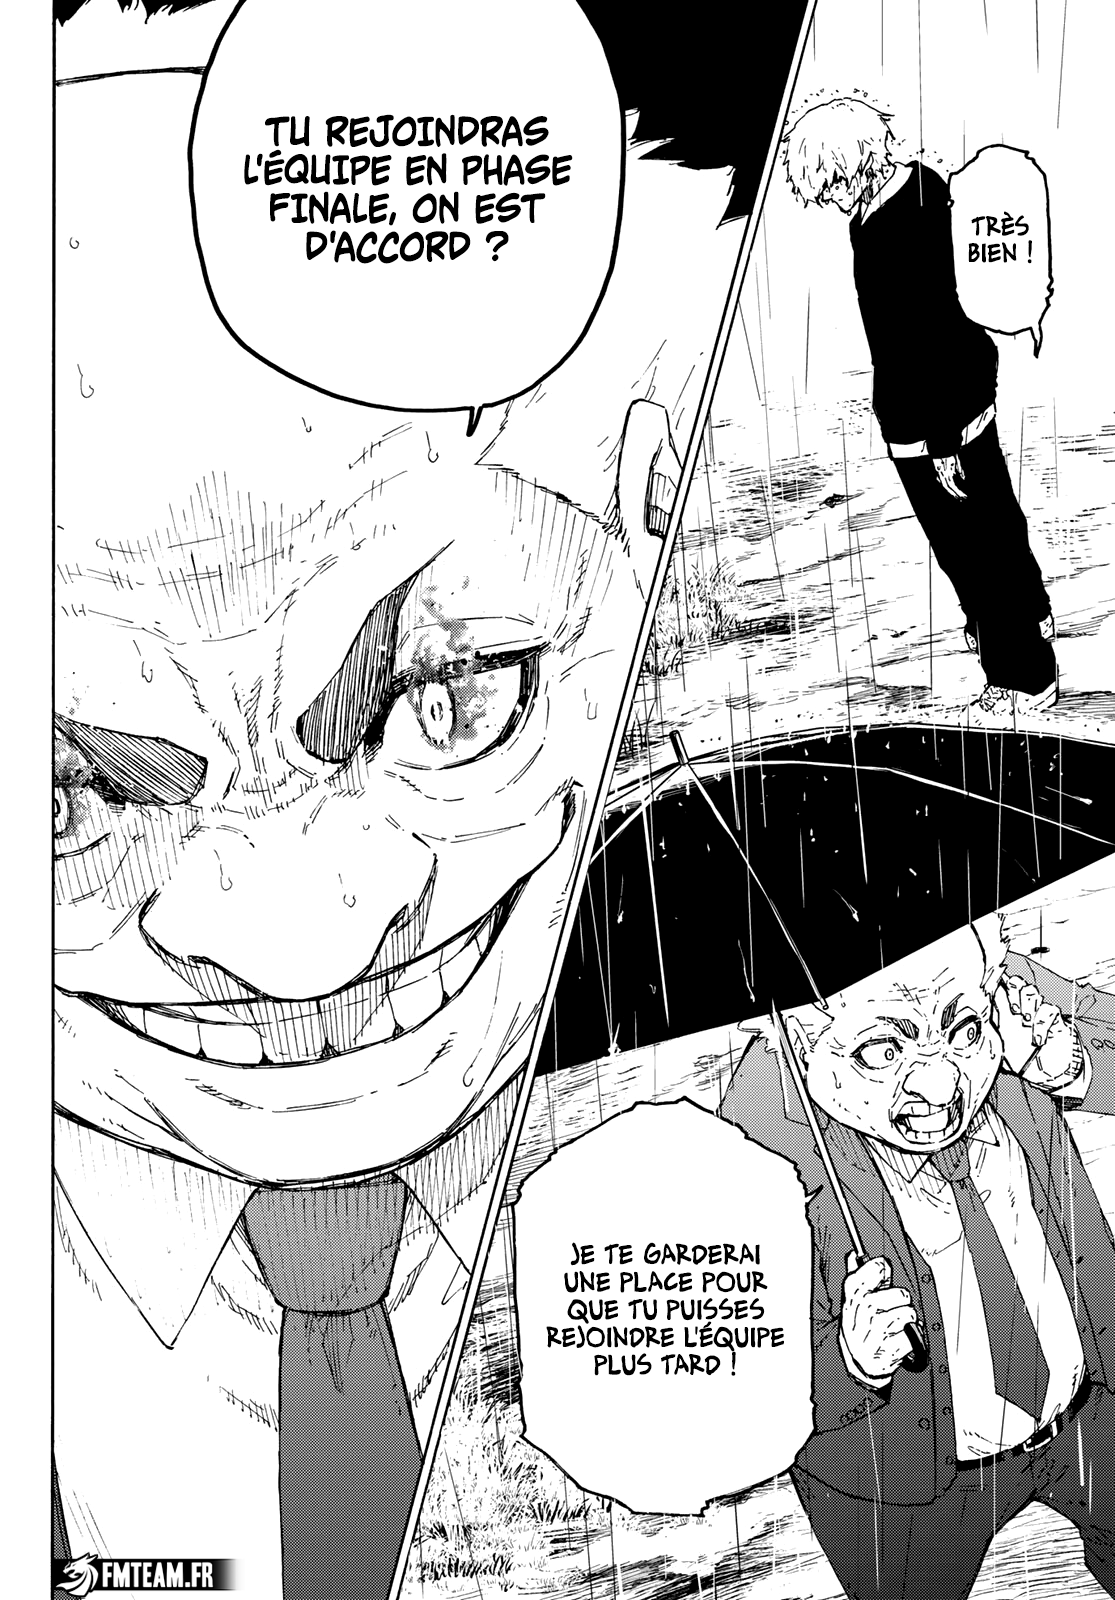 TRÈS
BIEN !
JE TE GARDERAI
UNE PLACE POUR
QUE TU PUISSES
REJOINDRE L'ÉQUIPE
PLUS TARD !
TU REJOINDRAS
L'ÉQUIPE EN PHASE
FINALE, ON EST
D'ACCORD ?
FMTEAM.FR